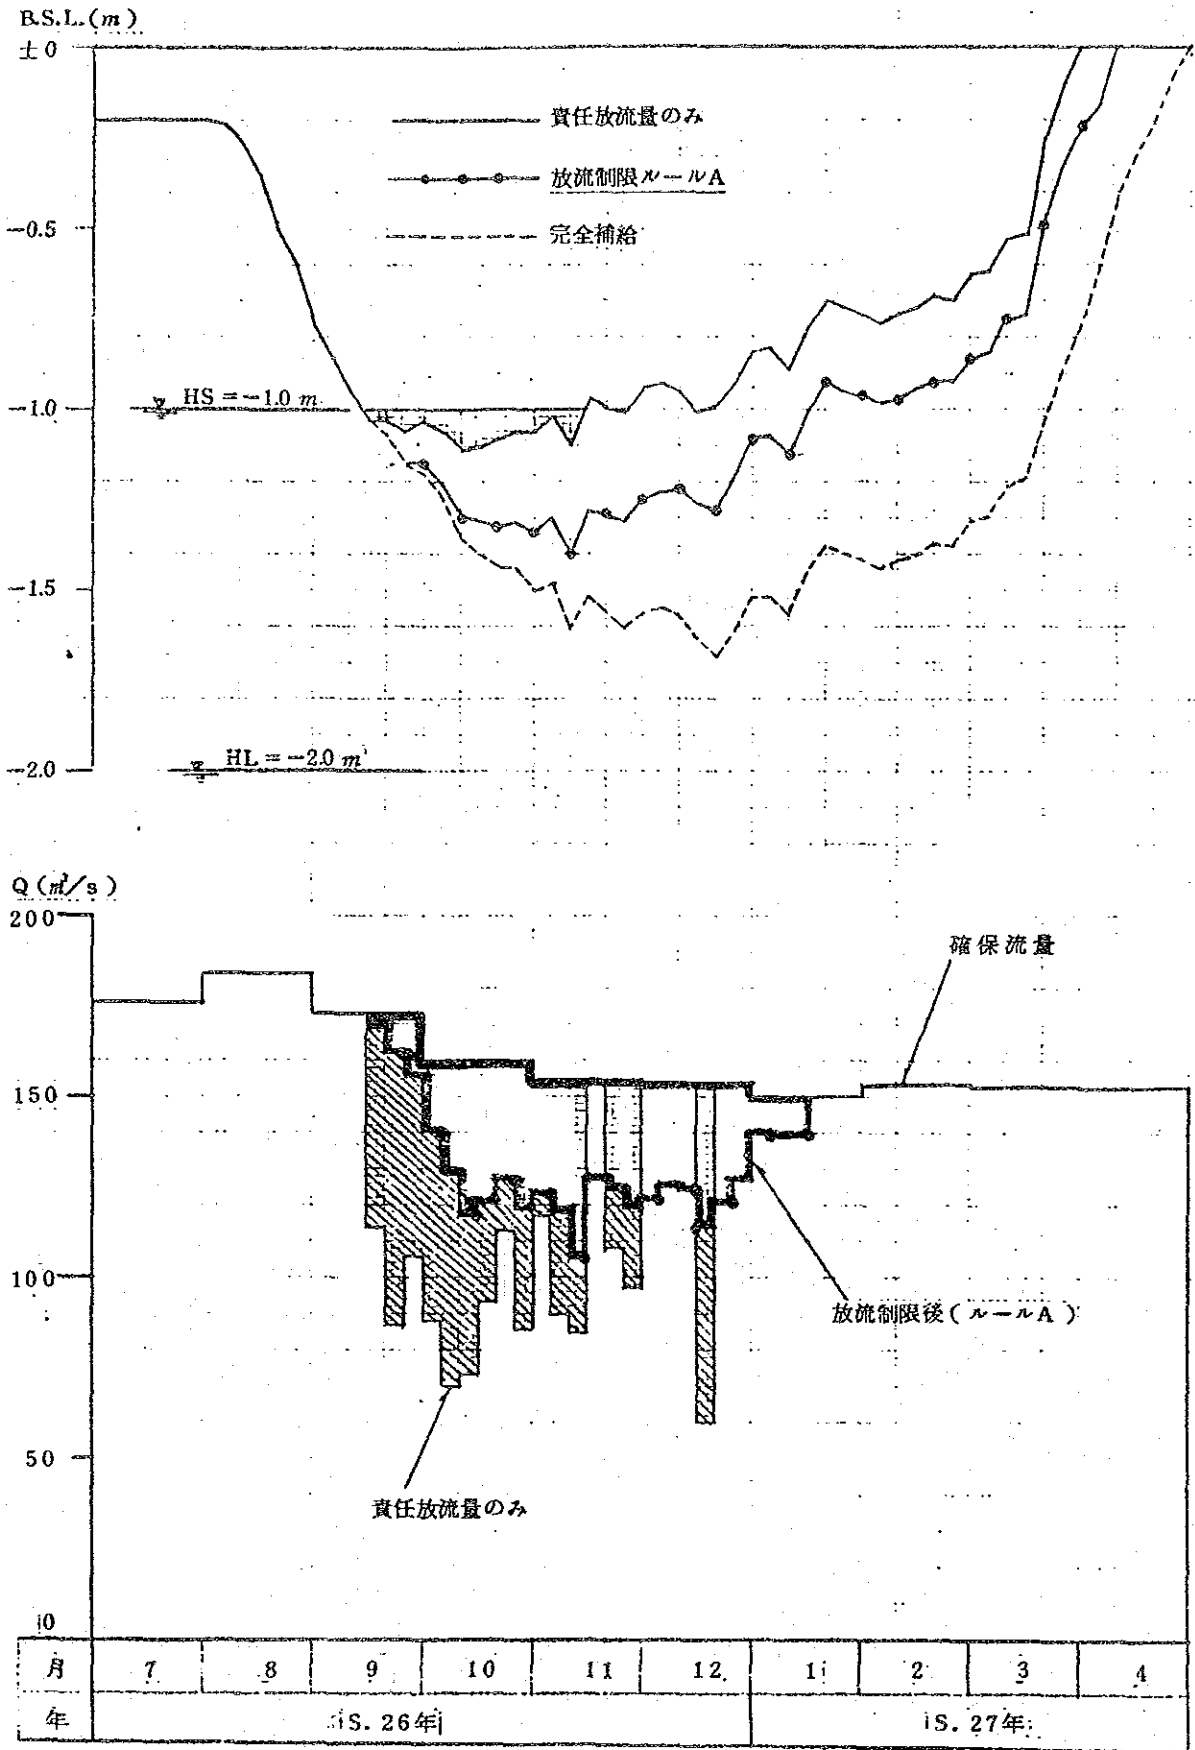 B.S.L.(m)
±0
責任放流量のみ
放流制限ルールA
完全補給
-0.5
HS=-1.0 m
-1.0
-1.5
HL=-2.0 m
-2.0
Q(m³/s)
200
確保流量
150
100
放流制限後(ルールA)
50
責任放流量のみ
0
月 7 8 9 10 11 12 1 2 3 4
年 S.26年 S.27年